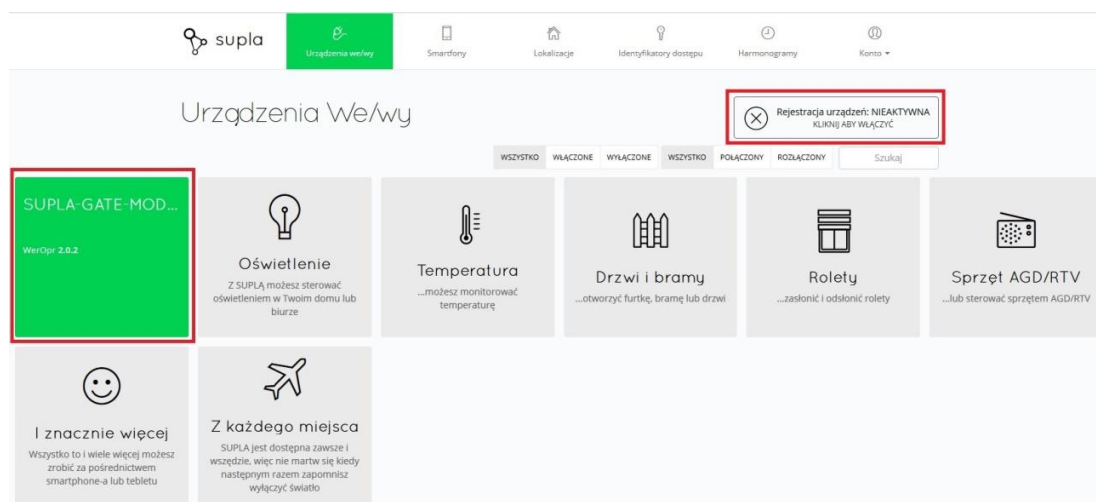 supla
Urządzenia we/wy
Smartfony
Lokalizacje
Identyfikatory dostępu
Harmonogramy
Konto
Urządzenia We/wy
Rejestracja urządzeń: NIEAKTYWNA
KLIKNIJ ABY WŁĄCZYĆ
WSZYSTKO WŁĄCZONE WYŁĄCZONE WSZYSTKO POŁĄCZONY ROZŁĄCZONY Szukaj
SUPLA-GATE-MOD...
WerOpr 2.0.2
Oświetlenie
Z SUPLĄ możesz sterować
oświetleniem w Twoim domu lub
biurze
Temperatura
...możesz monitorować
temperaturę
Drzwi i bramy
...otworzyć furtkę, bramę lub drzwi
Rolety
...zasłonić i odsłonić rolety
Sprzęt AGD/RTV
...lub sterować sprzętem AGD/RTV
I znacznie więcej
Wszystko to i wiele więcej możesz
zrobić za pośrednictwem
smartphone-a lub tebletu
Z każdego miejsca
SUPLA jest dostępna zawsze i
wszędzie, więc nie martw się kiedy
następnym razem zapomnisz
wyłączyć światło